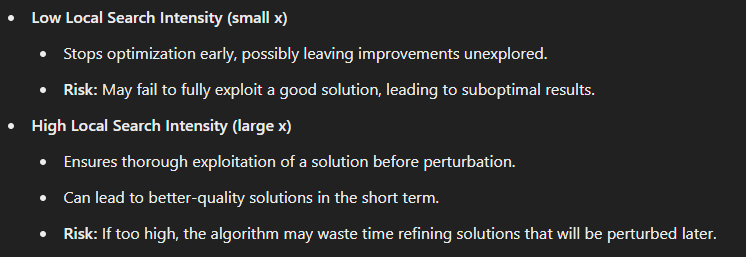 • Low Local Search Intensity (small x)
• Stops optimization early, possibly leaving improvements unexplored.
• Risk: May fail to fully exploit a good solution, leading to suboptimal results.
• High Local Search Intensity (large x)
• Ensures thorough exploitation of a solution before perturbation.
• Can lead to better-quality solutions in the short term.
• Risk: If too high, the algorithm may waste time refining solutions that will be perturbed later.